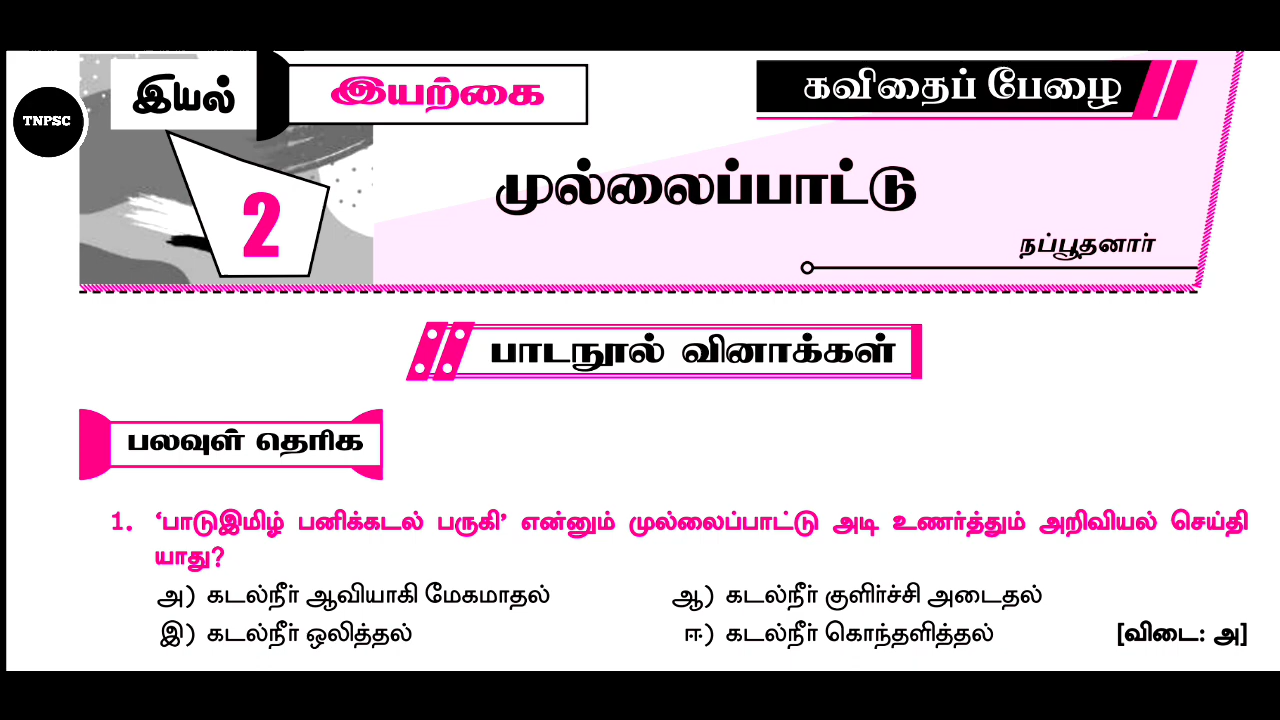 TNPSC
இயல் இயற்கை கவிதைப் பேழை
2
முல்லைப்பாட்டு
நப்பூதனார்
பாடநூல் வினாக்கள்
பலவுள் தெரிக
1. ‘பாடுஇமிழ் பனிக்கடல் பருகி’ என்னும் முல்லைப்பாட்டு அடி உணர்த்தும் அறிவியல் செய்தி
யாது?
அ) கடல்நீர் ஆவியாகி மேகமாதல் ஆ) கடல்நீர் குளிர்ச்சி அடைதல்
இ) கடல்நீர் ஒலித்தல் ஈ) கடல்நீர் கொந்தளித்தல் [விடை: அ]